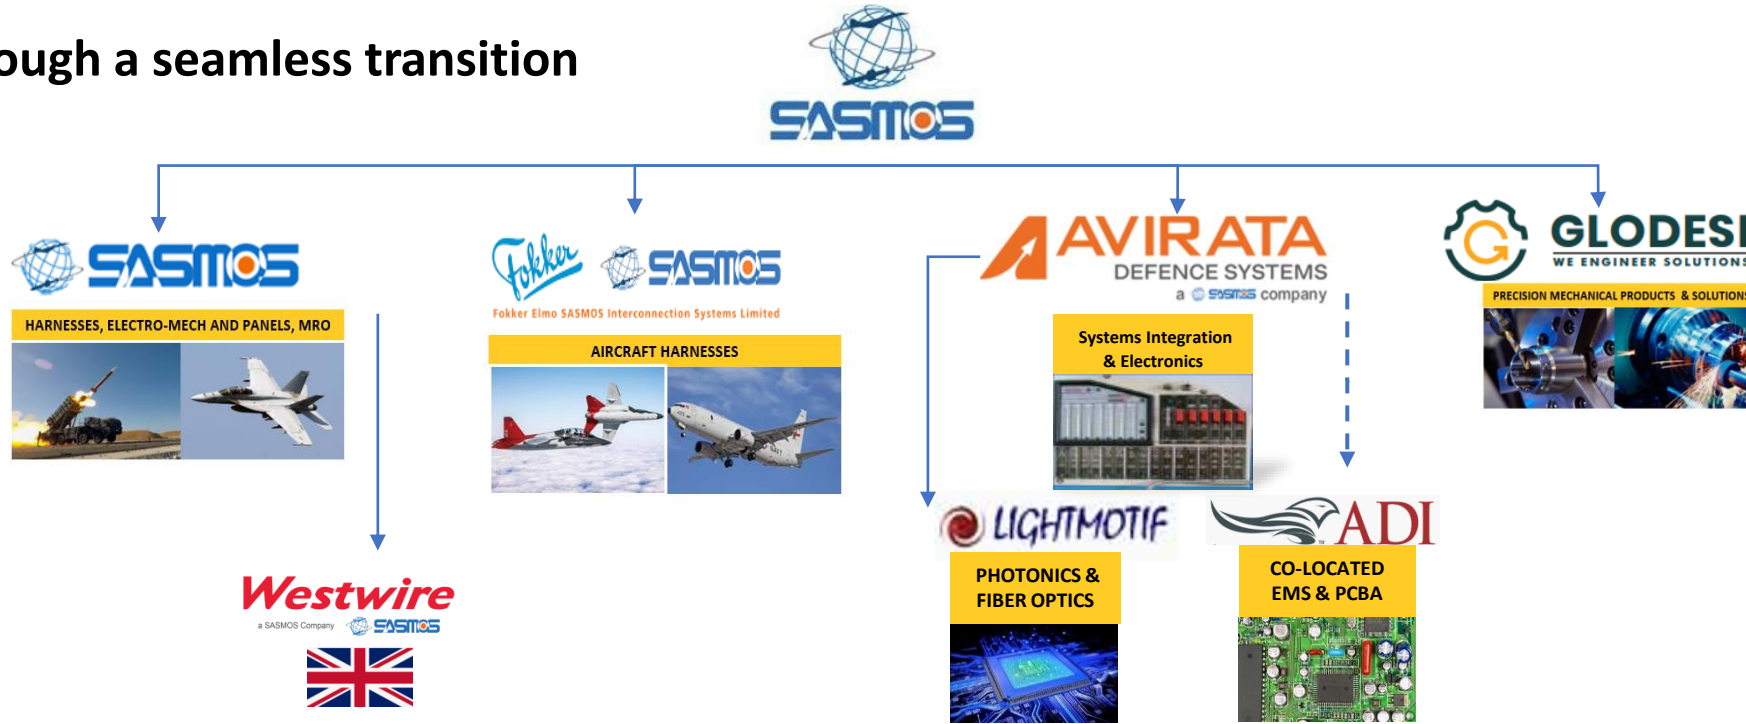 ough a seamless transition
SASMOS
SASMOS
HARNESSES, ELECTRO-MECH AND PANELS, MRO
Fokker SASMOS
Fokker Elmo SASMOS Interconnection Systems Limited
AIRCRAFT HARNESSES
AVIRATA
DEFENCE SYSTEMS
a SASMOS company
Systems Integration
& Electronics
GLODESI
WE ENGINEER SOLUTIONS
PRECISION MECHANICAL PRODUCTS & SOLUTIONS
LIGHTMOTIF
PHOTONICS &
FIBER OPTICS
ADI
CO-LOCATED
EMS & PCBA
Westwire
a SASMOS Company SASMOS